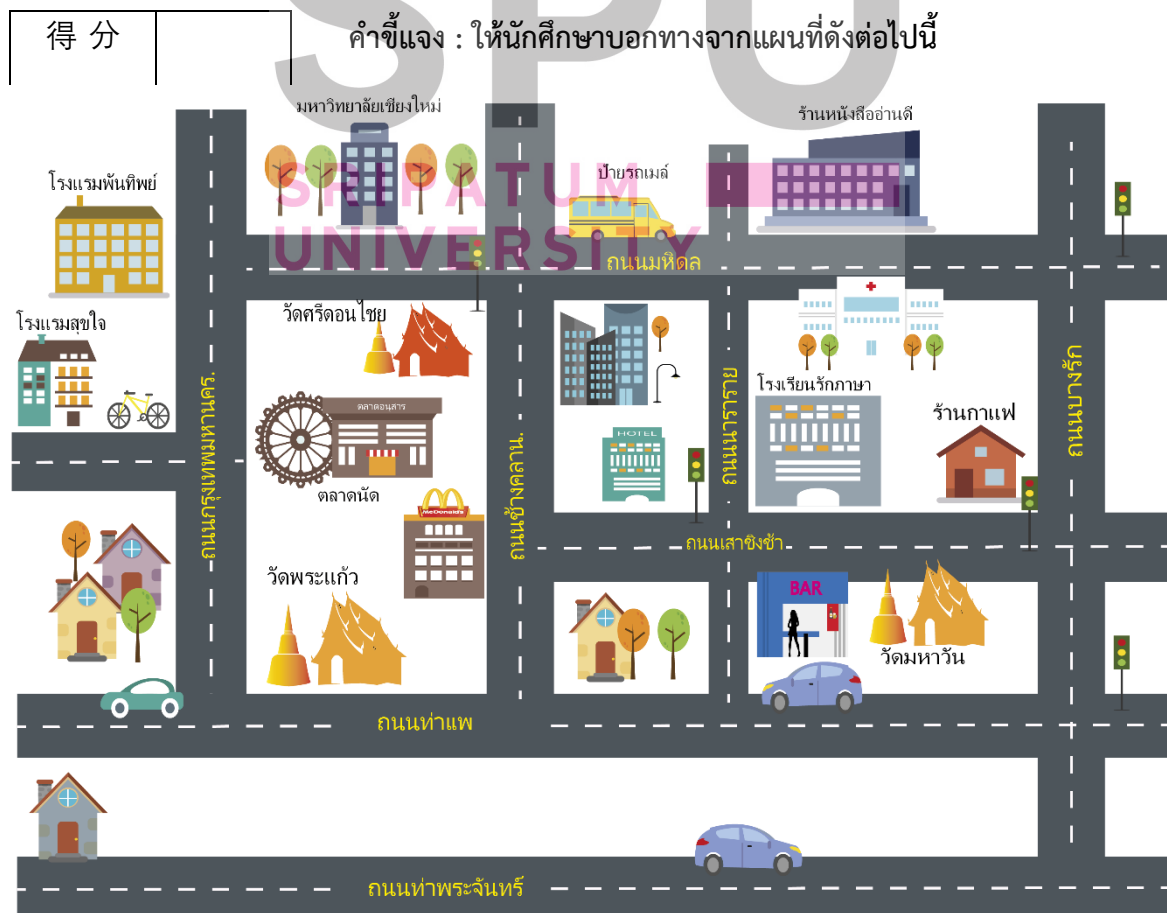 SPU
得 分
คำขี้แจง : ให้นักศึกษาบอกทางจากแผนที่ดังต่อไปนี้
มหาวิทยาลัยเชียงใหม่
ร้านหนังสืออ่านดี
ป้ายรถเมล์
โรงแรมพันทิพย์
SRIPATUM
UNIVERSITY
ถนนมหิดล
วัดศรีดอนไชย
โรงแรมสุขใจ
ถนนกรุงเทพมหานคร.
ถนนช้างคลาน.
ถนนนาราราย
ถนนบางรัก
โรงเรียนรักภาษา
ร้านกาแฟ
ตลาดอนุสาร
HOTEL
ตลาดนัด
McDonald's
ถนนเสาชิงช้า
วัดพระแก้ว
BAR
วัดมหาวัน
ถนนท่าแพ
ถนนท่าพระจันทร์